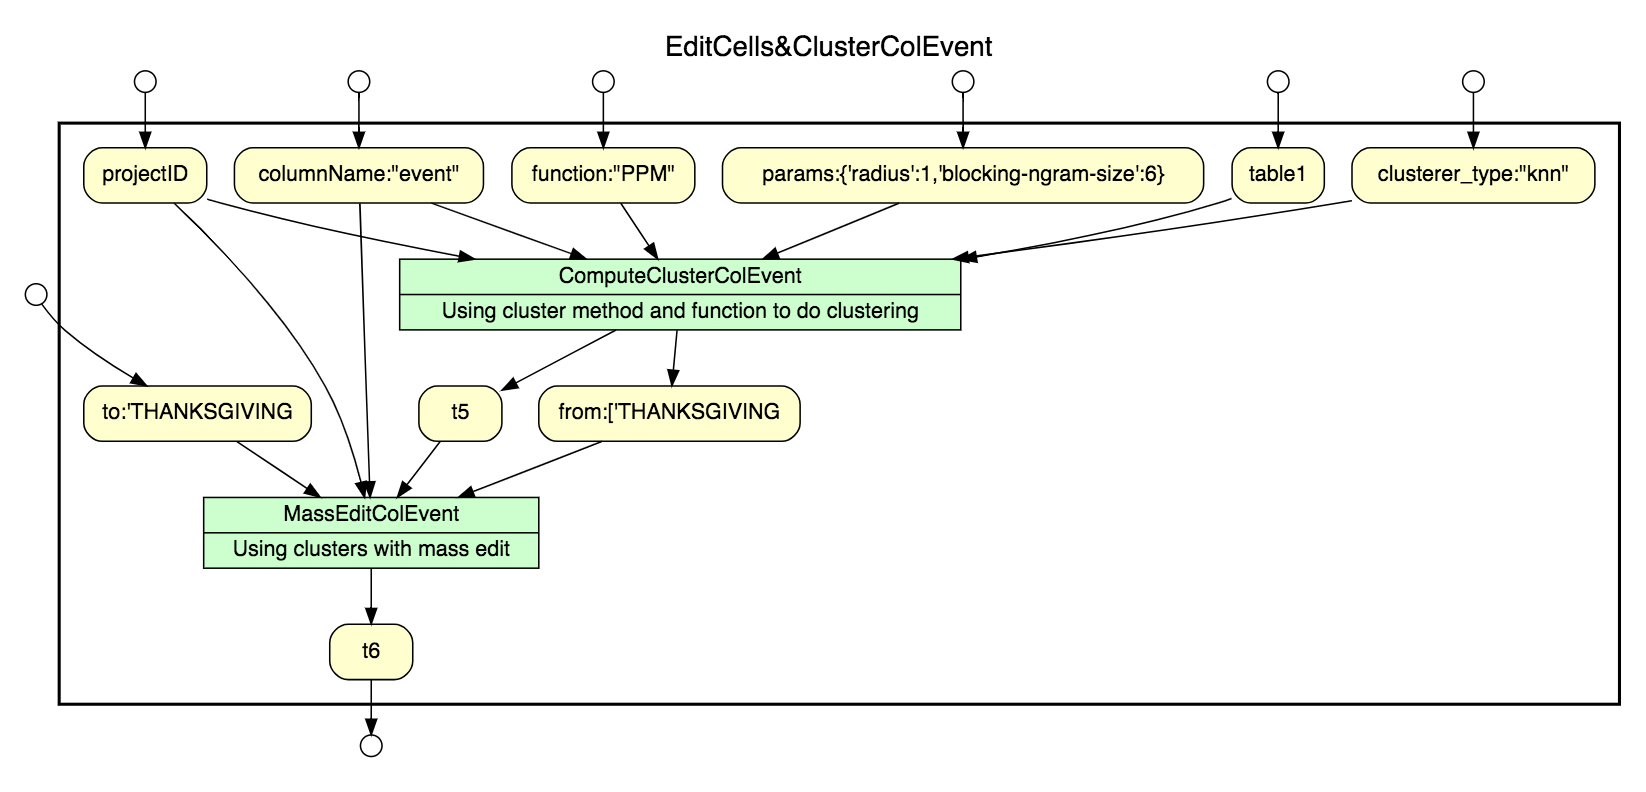 EditCells&ClusterColEvent
projectID
columnName:"event"
function:"PPM"
params:{'radius':1,'blocking-ngram-size':6}
table1
clusterer_type:"knn"
ComputeClusterColEvent
Using cluster method and function to do clustering
to:'THANKSGIVING
t5
from:['THANKSGIVING
MassEditColEvent
Using clusters with mass edit
t6